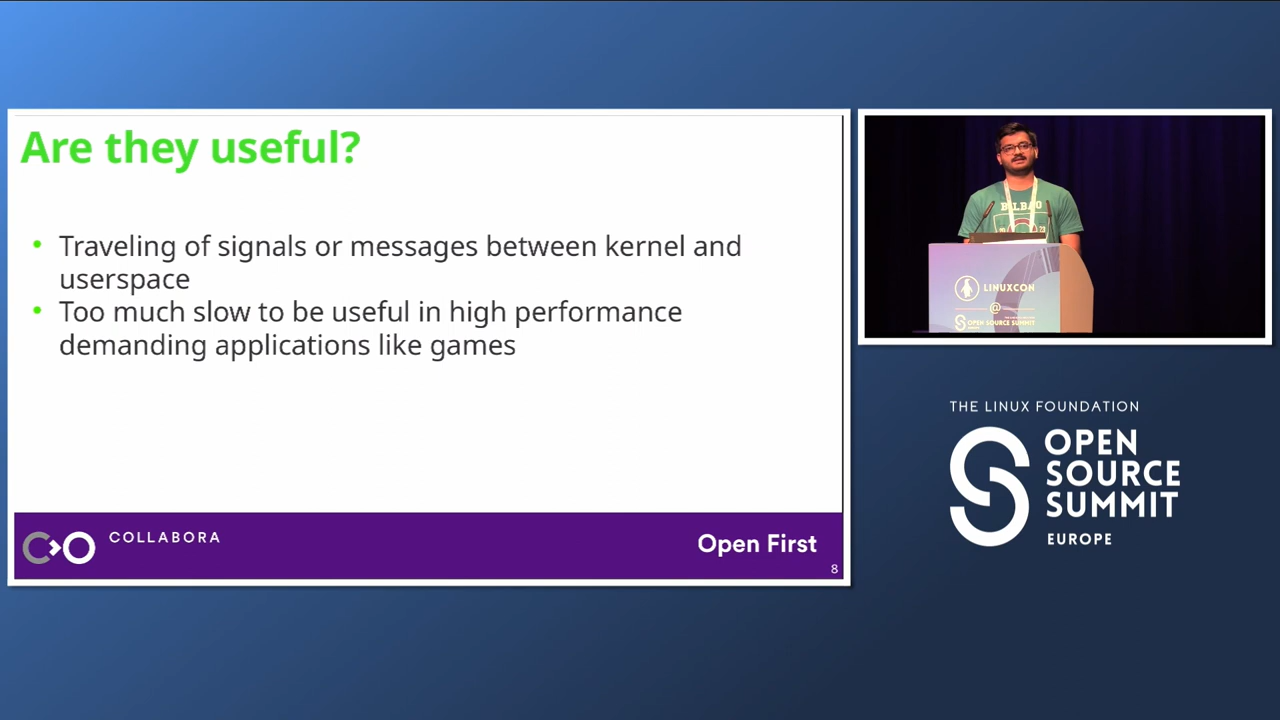 Are they useful?
• Traveling of signals or messages between kernel and
userspace
• Too much slow to be useful in high performance
demanding applications like games
COLLABORA
Open First
8
BILBAO
23
LINUXCON
@
OPEN SOURCE SUMMIT
THE LINUX FOUNDATION
OPEN
SOURCE
SUMMIT
EUROPE